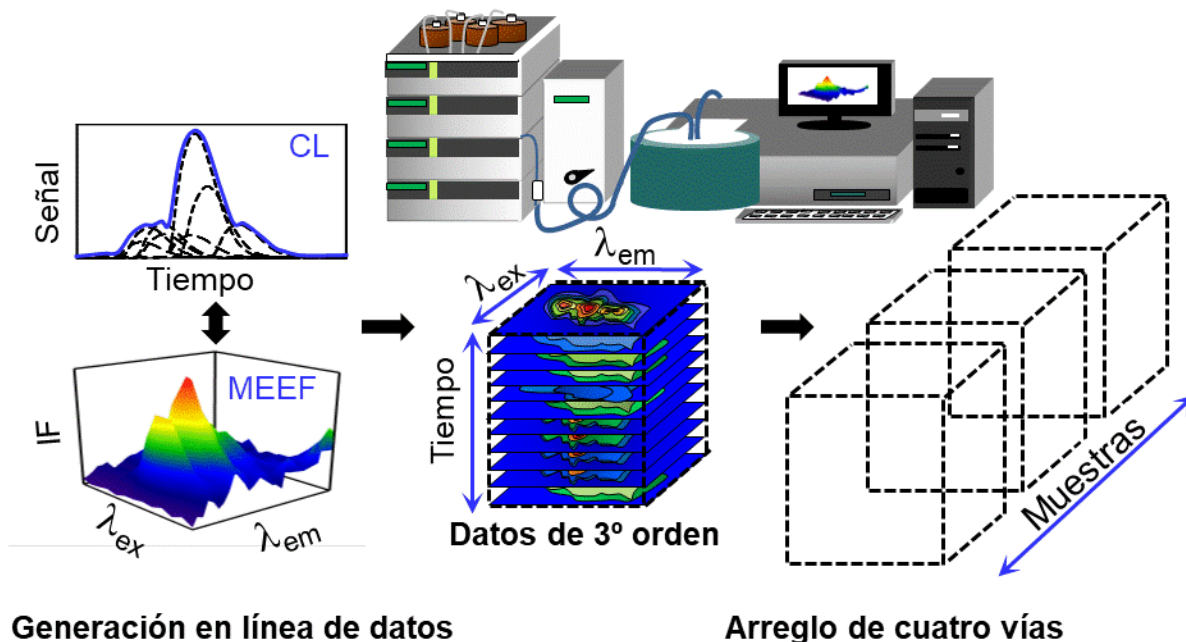 CL
Señal
Tiempo
MEEF
IF
λex
λem
λex
λem
Tiempo
Datos de 3º orden
Muestras
Generación en línea de datos
Arreglo de cuatro vías